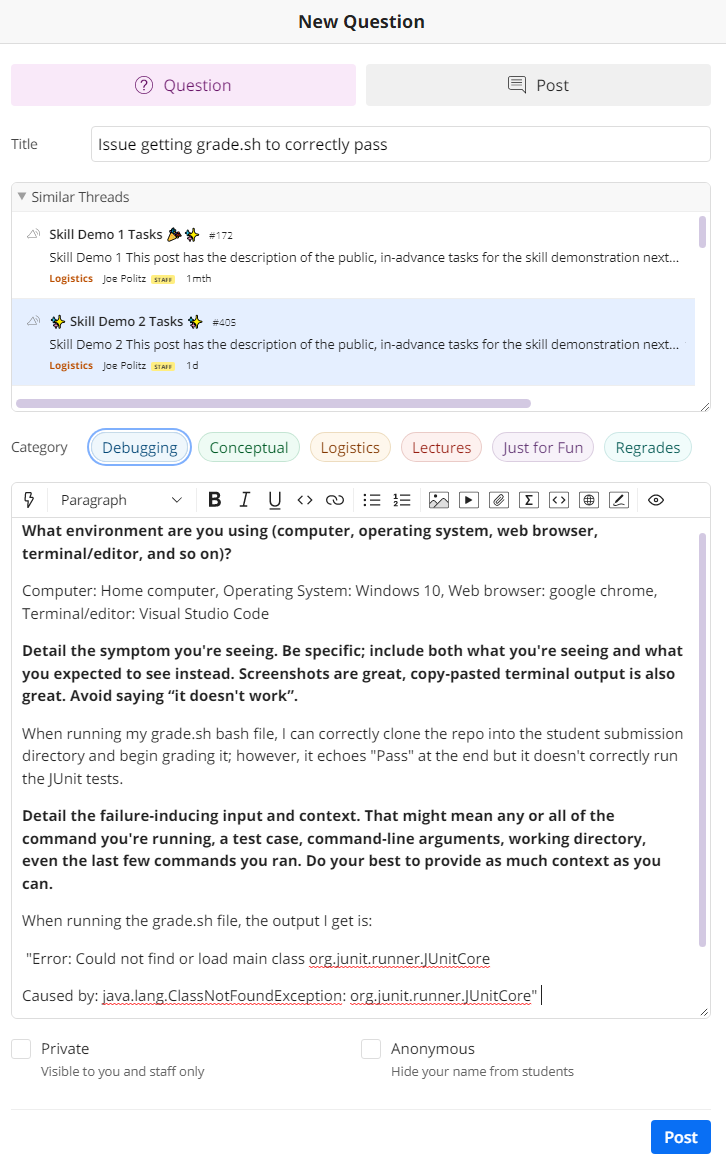 New Question
Question
Post
Title
Issue getting grade.sh to correctly pass
Similar Threads
Skill Demo 1 Tasks 🎉✨ #172
Skill Demo 1 This post has the description of the public, in-advance tasks for the skill demonstration next...
Logistics Joe Politz STAFF 1mth
✨ Skill Demo 2 Tasks ✨ #405
Skill Demo 2 This post has the description of the public, in-advance tasks for the skill demonstration next...
Logistics Joe Politz STAFF 1d
Category
Debugging
Conceptual
Logistics
Lectures
Just for Fun
Regrades
Paragraph
B I U
What environment are you using (computer, operating system, web browser,
terminal/editor, and so on)?
Computer: Home computer, Operating System: Windows 10, Web browser: google chrome,
Terminal/editor: Visual Studio Code
Detail the symptom you're seeing. Be specific; include both what you're seeing and what
you expected to see instead. Screenshots are great, copy-pasted terminal output is also
great. Avoid saying “it doesn't work”.
When running my grade.sh bash file, I can correctly clone the repo into the student submission
directory and begin grading it; however, it echoes "Pass" at the end but it doesn't correctly run
the JUnit tests.
Detail the failure-inducing input and context. That might mean any or all of the
command you're running, a test case, command-line arguments, working directory,
even the last few commands you ran. Do your best to provide as much context as you
can.
When running the grade.sh file, the output I get is:
"Error: Could not find or load main class org.junit.runner.JUnitCore
Caused by: java.lang.ClassNotFoundException: org.junit.runner.JUnitCore"
Private
Visible to you and staff only
Anonymous
Hide your name from students
Post